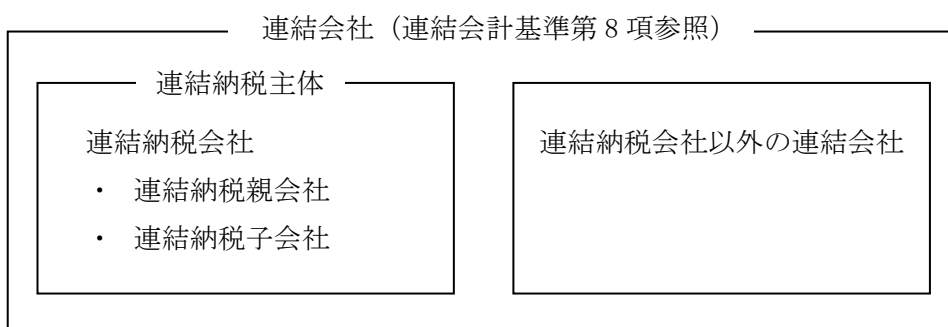 連結会社（連結会計基準第 8 項参照）
連結納税主体
連結納税会社
・ 連結納税親会社
・ 連結納税子会社
連結納税会社以外の連結会社